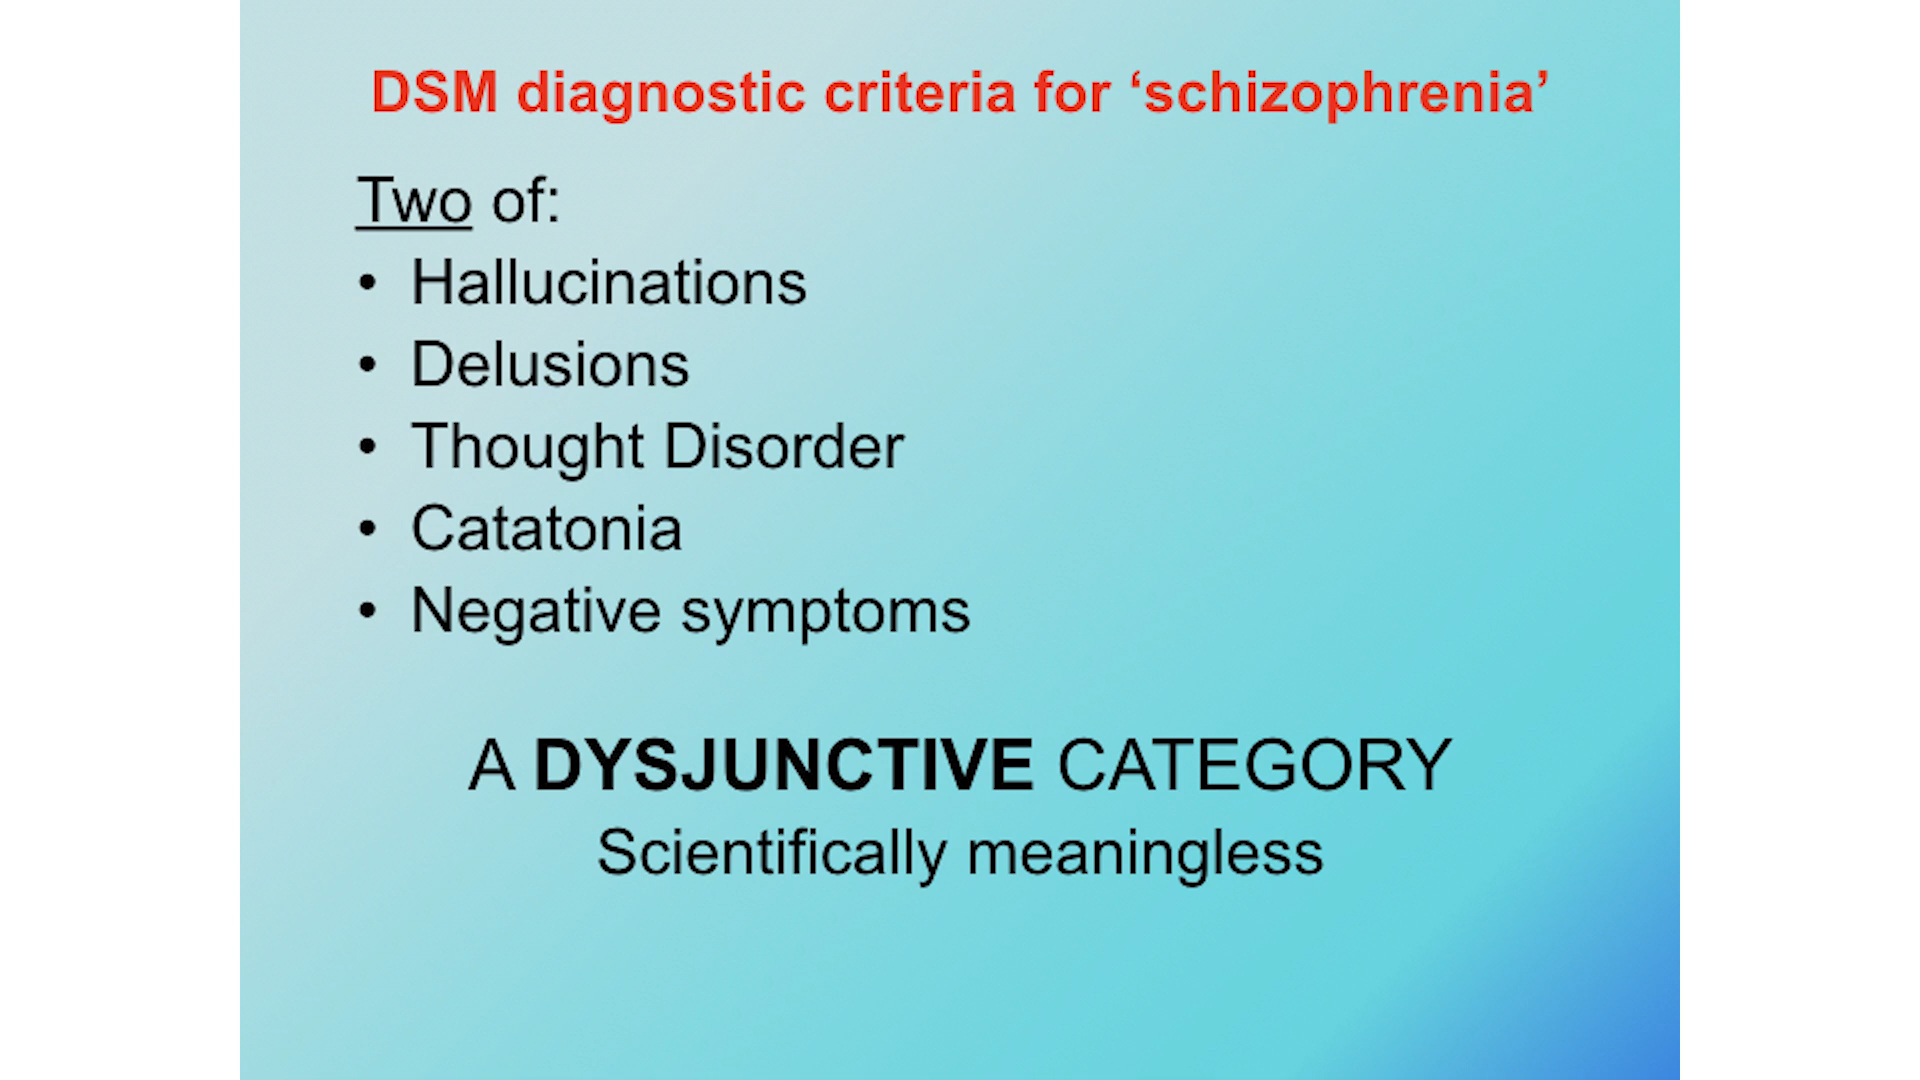 DSM diagnostic criteria for ‘schizophrenia’
Two of:
• Hallucinations
• Delusions
• Thought Disorder
• Catatonia
• Negative symptoms
A DYSJUNCTIVE CATEGORY
Scientifically meaningless